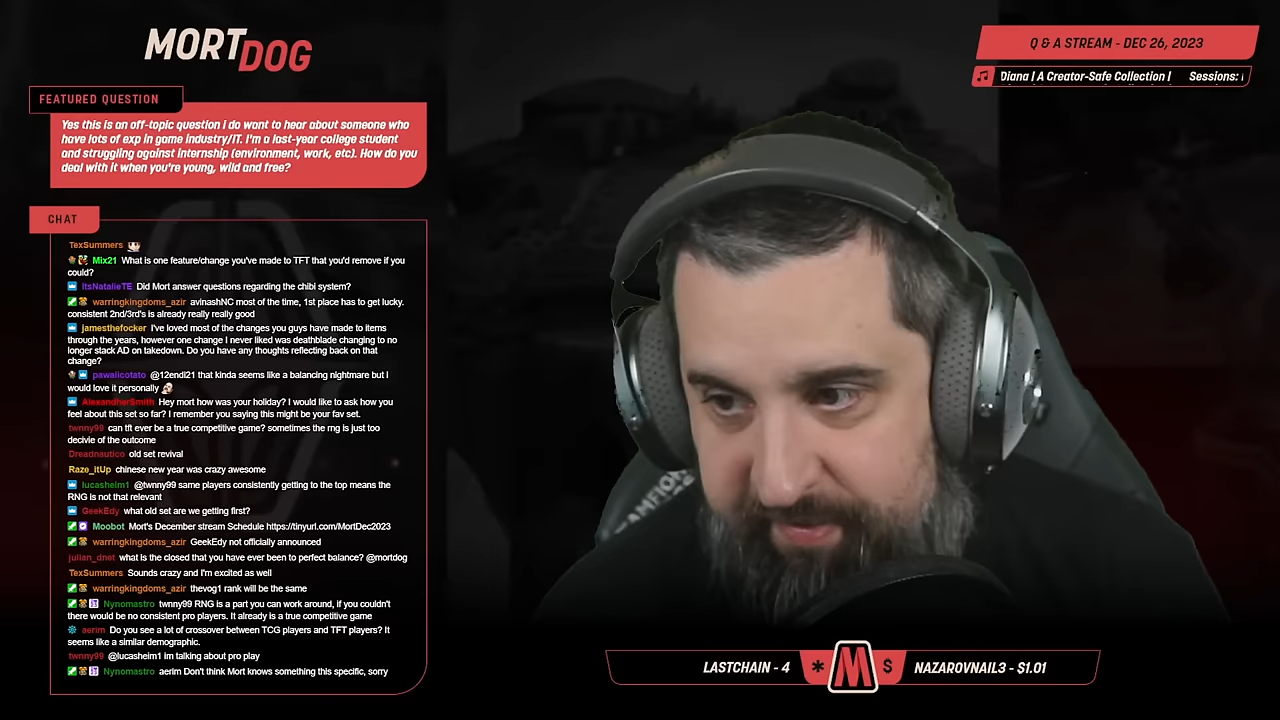 MORTDOG
Q & A STREAM - DEC 26, 2023
Diana | A Creator-Safe Collection | Sessions:
FEATURED QUESTION
Yes this is an off-topic question i do want to hear about someone who
have lots of exp in game industry/IT. I'm a last-year college student
and struggling against internship (environment, work, etc). How do you
deal with it when you're young, wild and free?
CHAT
TexSummers
Mix21 What is one feature/change you've made to TFT that you'd remove if you
could?
ItsNatalieTE Did Mort answer questions regarding the chibi system?
warringkingdoms_azir avinashNC most of the time, 1st place has to get lucky.
consistent 2nd/3rd's is already really really good
jamesthefocker I've loved most of the changes you guys have made to items
through the years, however one change I never liked was deathblade changing to no
longer stack AD on takedown. Do you have any thoughts reflecting back on that
change?
pawaiicotato @12endl21 that kinda seems like a balancing nightmare but I
would love it personally
AlexandherSmith Hey mort how was your holiday? I would like to ask how you
feel about this set so far? I remember you saying this might be your fav set.
twnny99 can tft ever be a true competitive game? sometimes the rng is just too
decivie of the outcome
Dreadnautico old set revival
Raze_itUp chinese new year was crazy awesome
lucasheim1 @twnny99 same players consistently getting to the top means the
RNG is not that relevant
GeekEdy what old set are we getting first?
Moobot Mort's December stream Schedule https://tinyurl.com/MortDec2023
warringkingdoms_azir GeekEdy not officially announced
julian_dnet what is the closed that you have ever been to perfect balance? @mortdog
TexSummers Sounds crazy and I'm excited as well
warringkingdoms_azir thevog1 rank will be the same
Nynomastro twnny99 RNG is a part you can work around, if you couldn't
there would be no consistent pro players. It already is a true competitive game
aerim Do you see a lot of crossover between TCG players and TFT players? It
seems like a similar demographic.
twnny99 @lucasheim1 im talking about pro play
Nynomastro aerim Don't think Mort knows something this specific, sorry
LASTCHAIN - 4 * M $ NAZAROVNAIL3 - $1.01